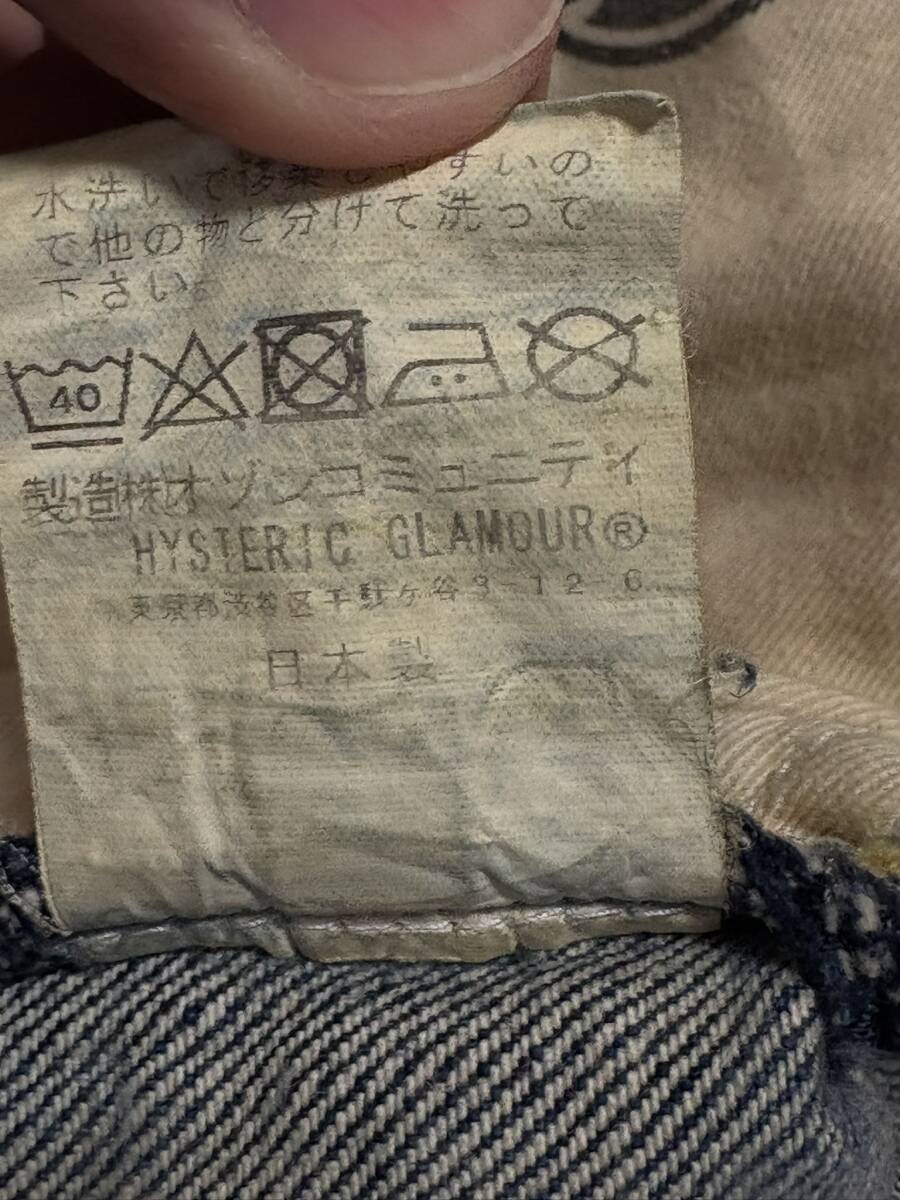 水洗いで移染しやすいの
で他の物と分けて洗って
下さい。
40
製造㈱オゾンコミュニティ
HYSTERIC GLAMOUR®
東京都渋谷区千駄ケ谷3-12-6
日本製